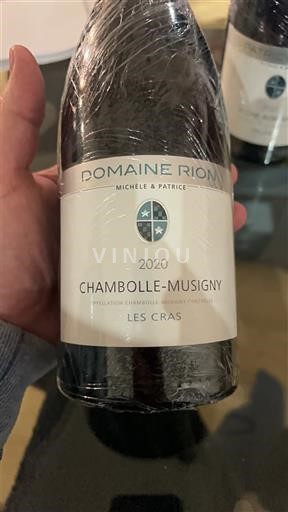 DOMAINE RION
MICHÈLE & PATRICE
VINIOU
2020
CHAMBOLLE-MUSIGNY
APPELLATION CHAMBOLLE-MUSIGNY CONTRÔLÉE
LES CRAS